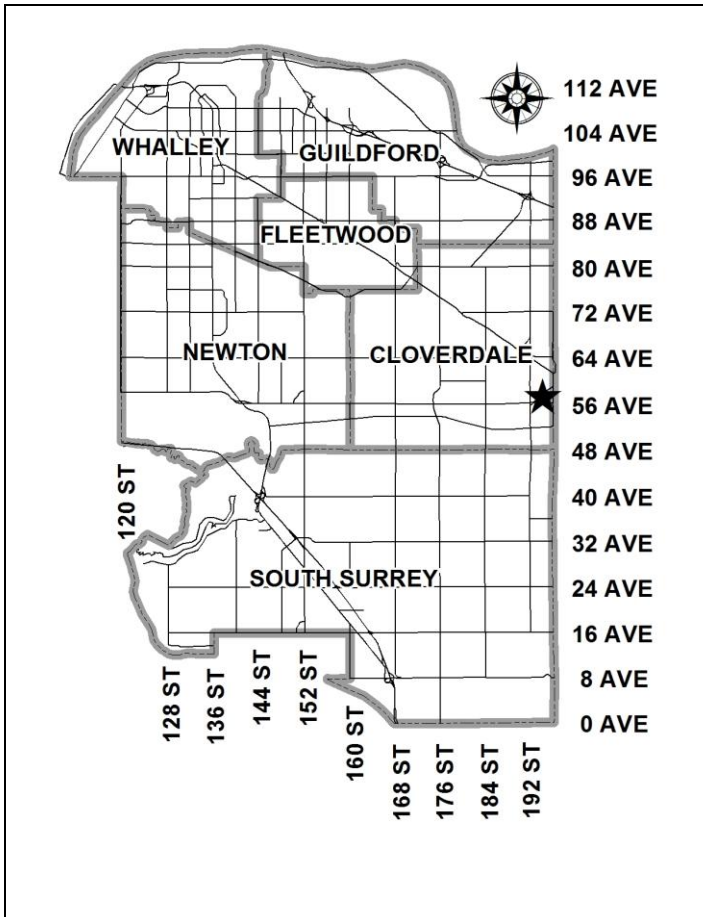 112 AVE
104 AVE
WHALLEY
GUILDFORD
96 AVE
88 AVE
FLEETWOOD
80 AVE
72 AVE
NEWTON
CLOVERDALE
64 AVE
56 AVE
48 AVE
120 ST
40 AVE
32 AVE
SOUTH SURREY
24 AVE
16 AVE
8 AVE
128 ST
136 ST
144 ST
152 ST
160 ST
0 AVE
168 ST
176 ST
184 ST
192 ST